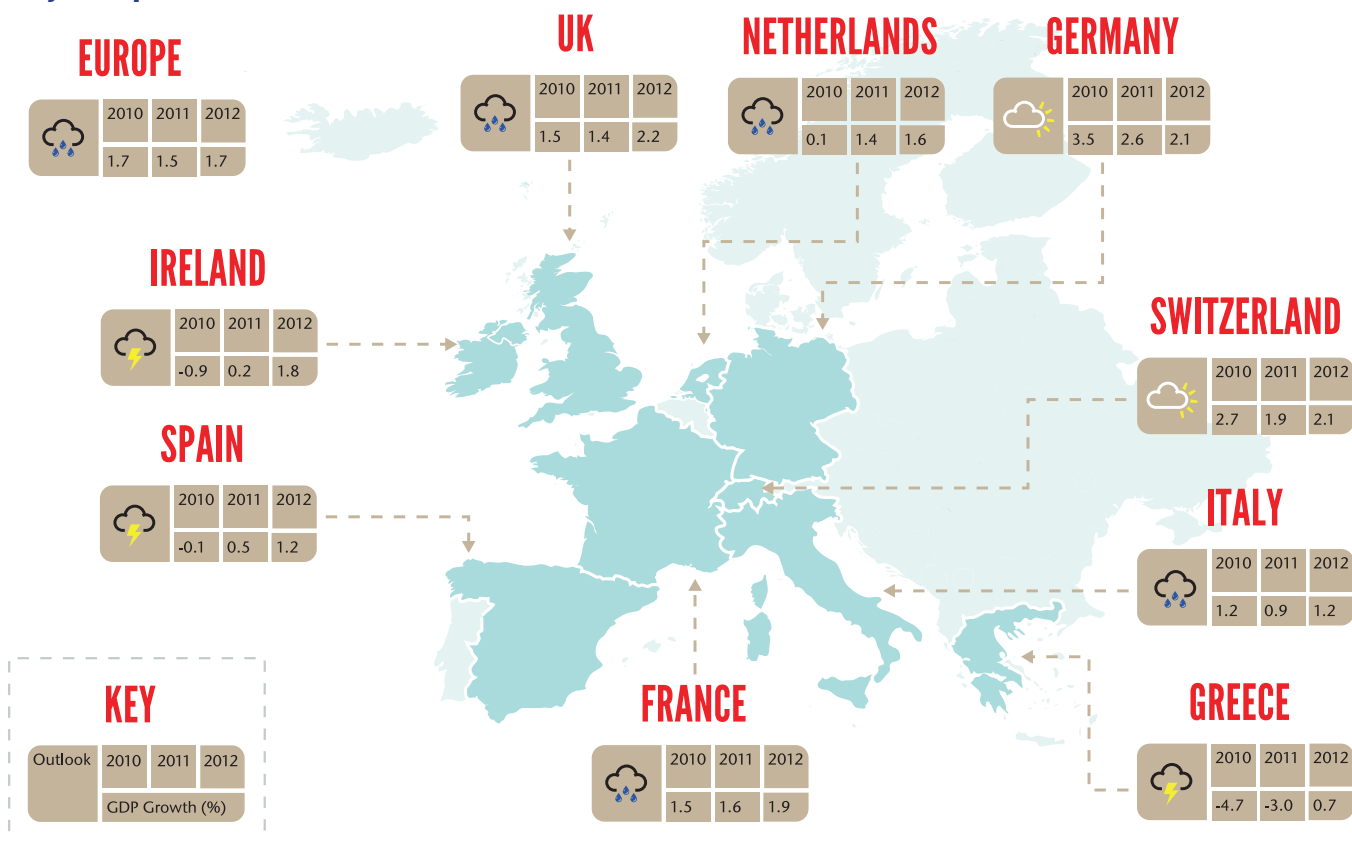 EUROPE
2010 2011 2012
1.7 1.5 1.7
UK
2010 2011 2012
1.5 1.4 2.2
NETHERLANDS
2010 2011 2012
0.1 1.4 1.6
GERMANY
2010 2011 2012
3.5 2.6 2.1
IRELAND
2010 2011 2012
-0.9 0.2 1.8
SWITZERLAND
2010 2011 2012
2.7 1.9 2.1
SPAIN
2010 2011 2012
-0.1 0.5 1.2
ITALY
2010 2011 2012
1.2 0.9 1.2
KEY
Outlook 2010 2011 2012
GDP Growth (%)
FRANCE
2010 2011 2012
1.5 1.6 1.9
GREECE
2010 2011 2012
-4.7 -3.0 0.7